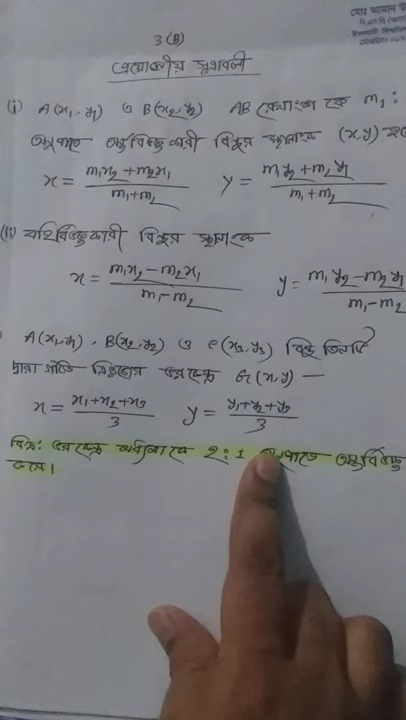 মোঃ আমান উ
3 (B)
প্রয়োজনীয় সূত্রাবলী
(i) A(x₁, y₁) ও B(x₂, y₂) AB রেখাংশ কে m₁ :
অনুপাতে অন্তর্বিভক্তকারী বিন্দুর স্থানাংক (x, y) হলে
x = (m₁x₂ + m₂x₁)/(m₁ + m₂) y = (m₁y₂ + m₂y₁)/(m₁ + m₂)
(ii) বহির্বিভক্তকারী বিন্দুর স্থানাংক
x = (m₁x₂ − m₂x₁)/(m₁ − m₂) y = (m₁y₂ − m₂y₁)/(m₁ − m₂)
A(x₁, y₁), B(x₂, y₂) ও C(x₃, y₃) বিন্দু তিনটি
দ্বারা গঠিত ত্রিভুজের ভরকেন্দ্র G(x, y) —
x = (x₁ + x₂ + x₃)/3 y = (y₁ + y₂ + y₃)/3
বিঃদ্রঃ ভরকেন্দ্র মধ্যমাকে 2 : 1 অনুপাতে অন্তর্বিভক্ত
করে।